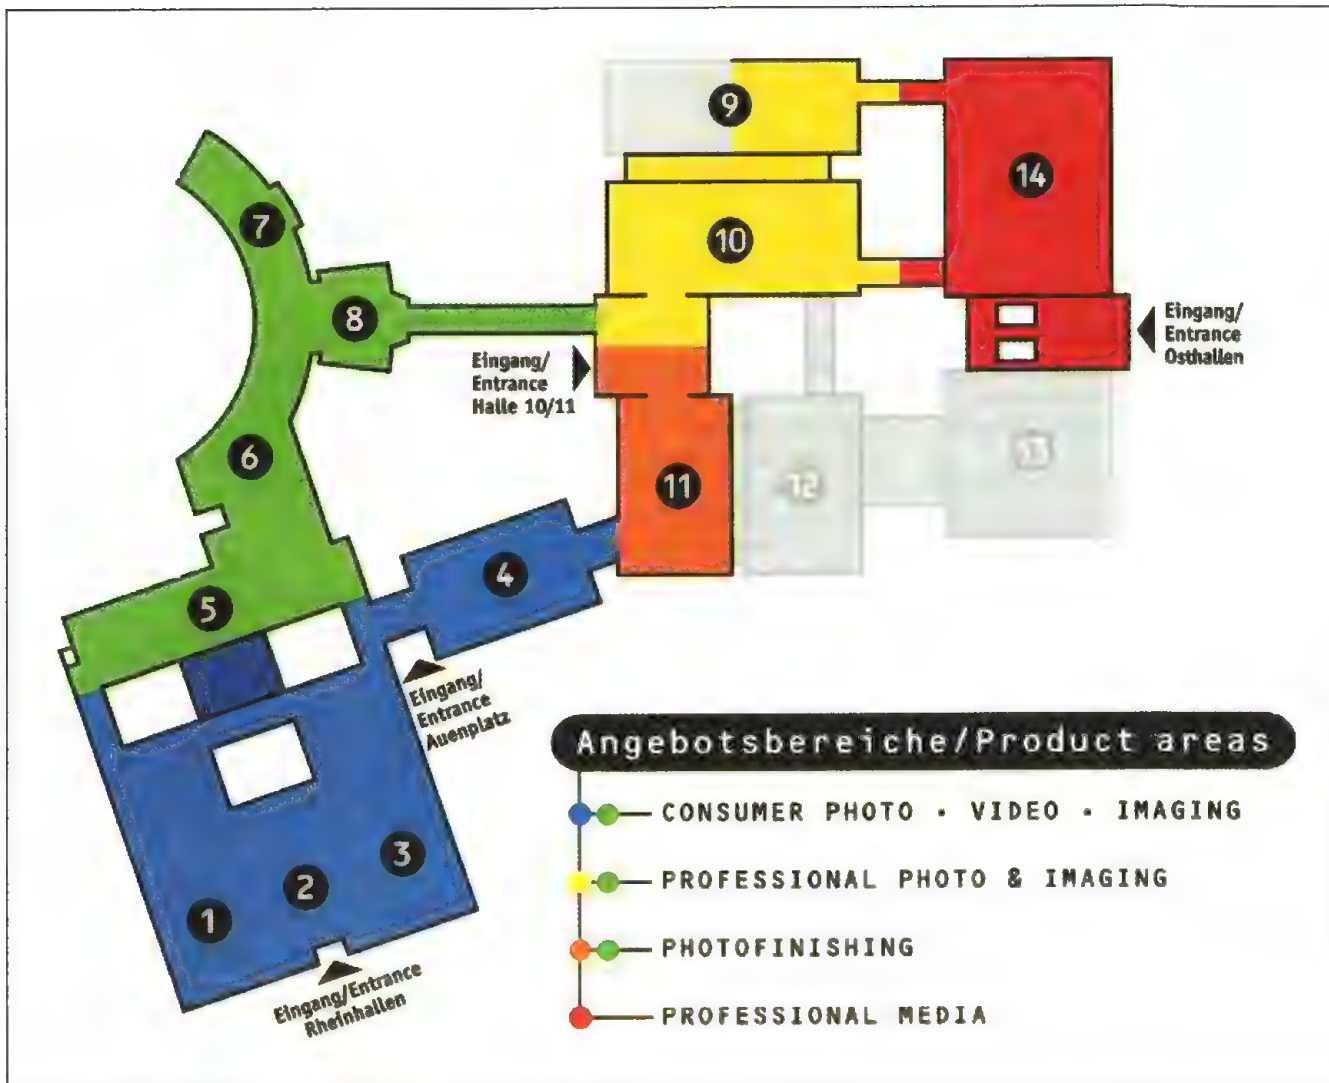 9
14
7
10
8
Eingang/
Entrance
Osthallen
Eingang/
Entrance
Halle 10/11
6
11
12
13
4
5
Eingang/
Entrance
Auenplatz
Angebotsbereiche/Product areas
CONSUMER PHOTO • VIDEO • IMAGING
3
2
PROFESSIONAL PHOTO & IMAGING
1
PHOTOFINISHING
Eingang/Entrance
Rheinhallen
PROFESSIONAL MEDIA